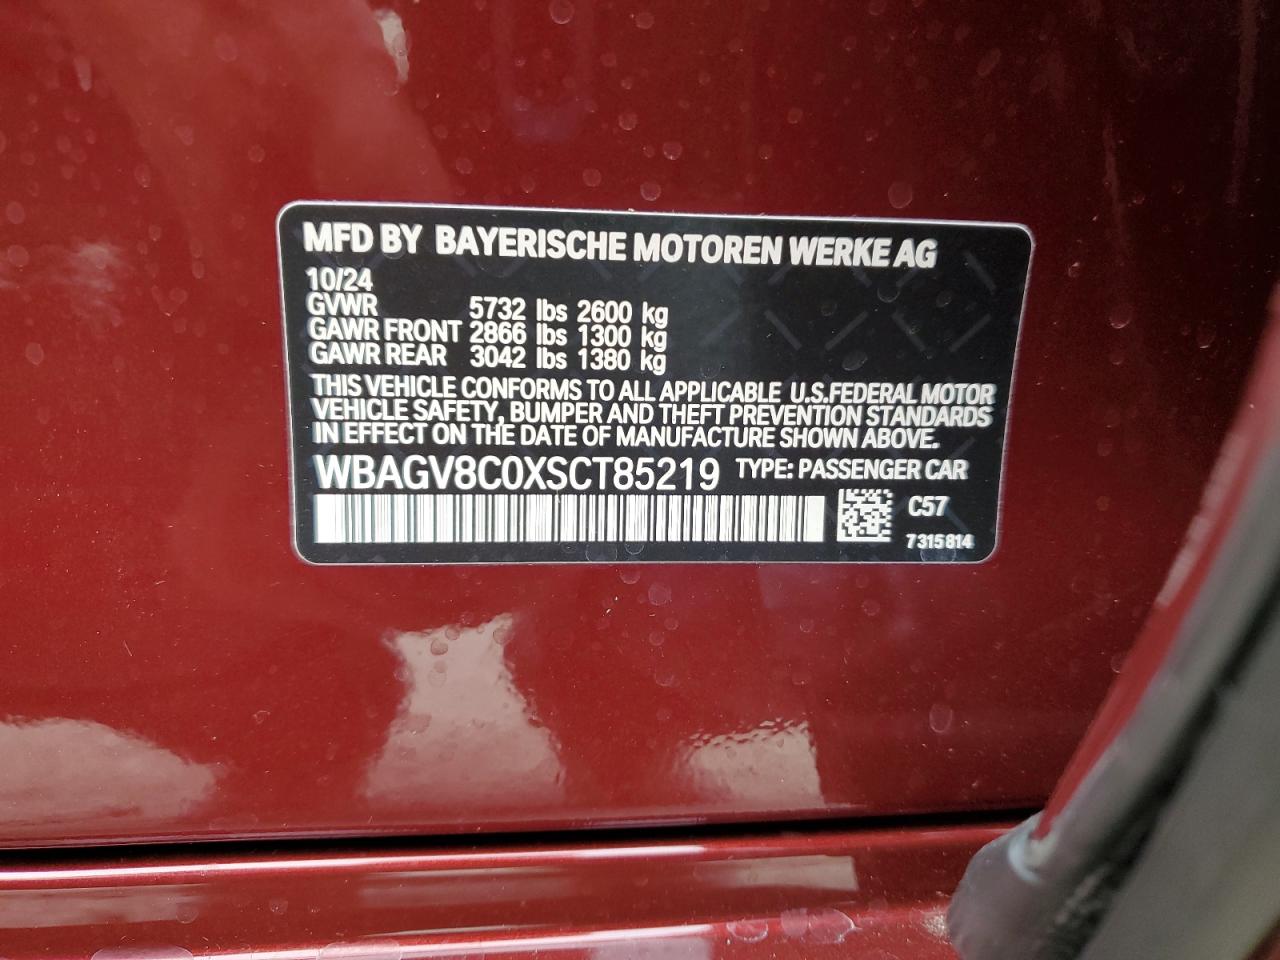 MFD BY BAYERISCHE MOTOREN WERKE AG
10/24
GVWR 5732 lbs 2600 kg
GAWR FRONT 2866 lbs 1300 kg
GAWR REAR 3042 lbs 1380 kg
THIS VEHICLE CONFORMS TO ALL APPLICABLE U.S.FEDERAL MOTOR
VEHICLE SAFETY, BUMPER AND THEFT PREVENTION STANDARDS
IN EFFECT ON THE DATE OF MANUFACTURE SHOWN ABOVE.
WBAGV8C0XSCT85219 TYPE: PASSENGER CAR
C57
7315814